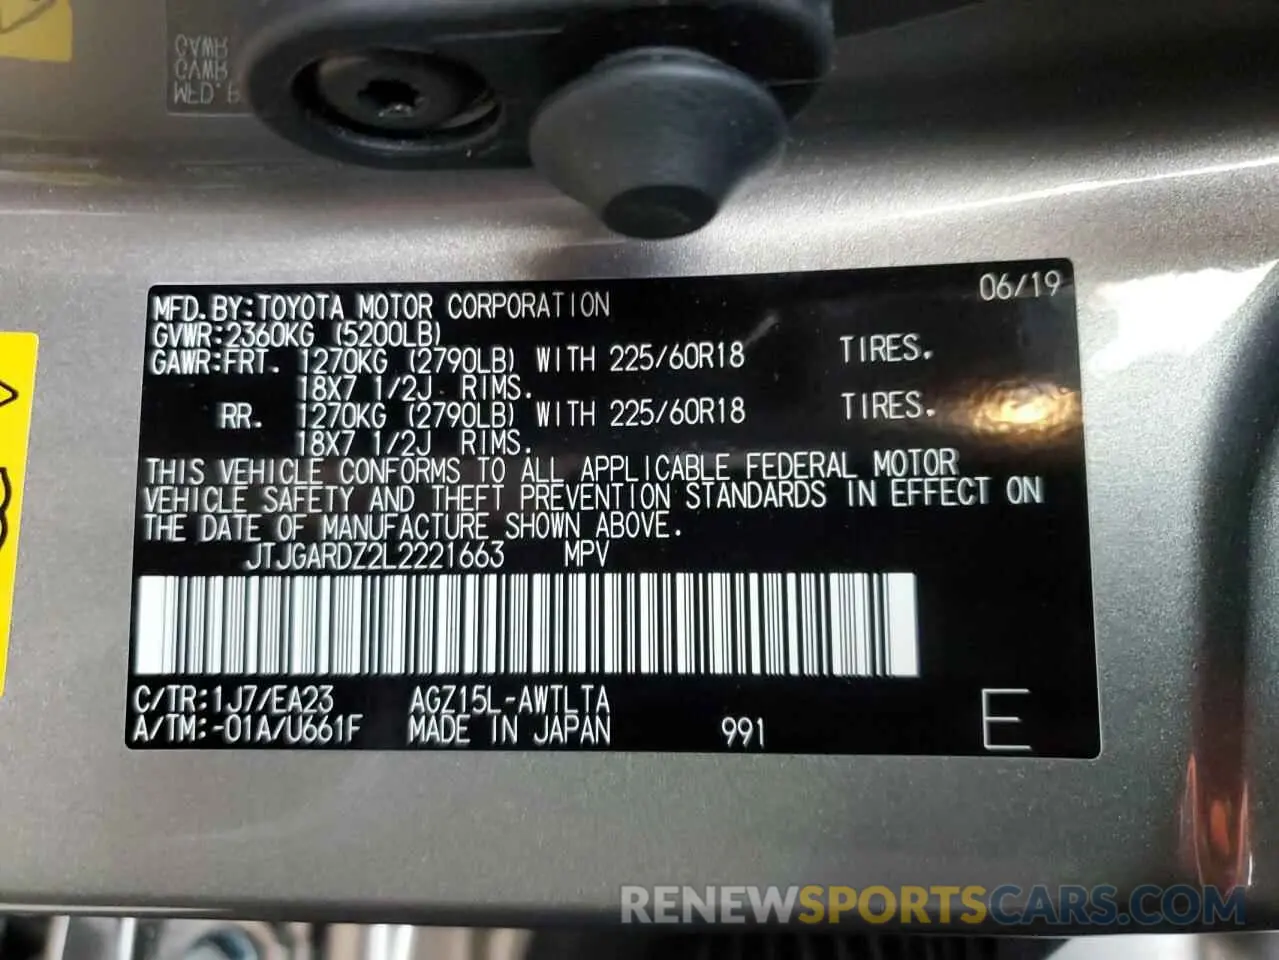 GAWR
GAWR
MFD.B
06/19
MFD.BY:TOYOTA MOTOR CORPORATION
GVWR:2360KG (5200LB)
GAWR:FRT. 1270KG (2790LB) WITH 225/60R18 TIRES.
18X7 1/2J RIMS.
RR. 1270KG (2790LB) WITH 225/60R18 TIRES.
18X7 1/2J RIMS.
THIS VEHICLE CONFORMS TO ALL APPLICABLE FEDERAL MOTOR
VEHICLE SAFETY AND THEFT PREVENTION STANDARDS IN EFFECT ON
THE DATE OF MANUFACTURE SHOWN ABOVE.
JTJGARDZ2L2221663 MPV
C/TR:1J7/EA23 AGZ15L-AWTLTA
A/TM:-01A/U661F MADE IN JAPAN 991 E
RENEWSPORTSCARS.COM